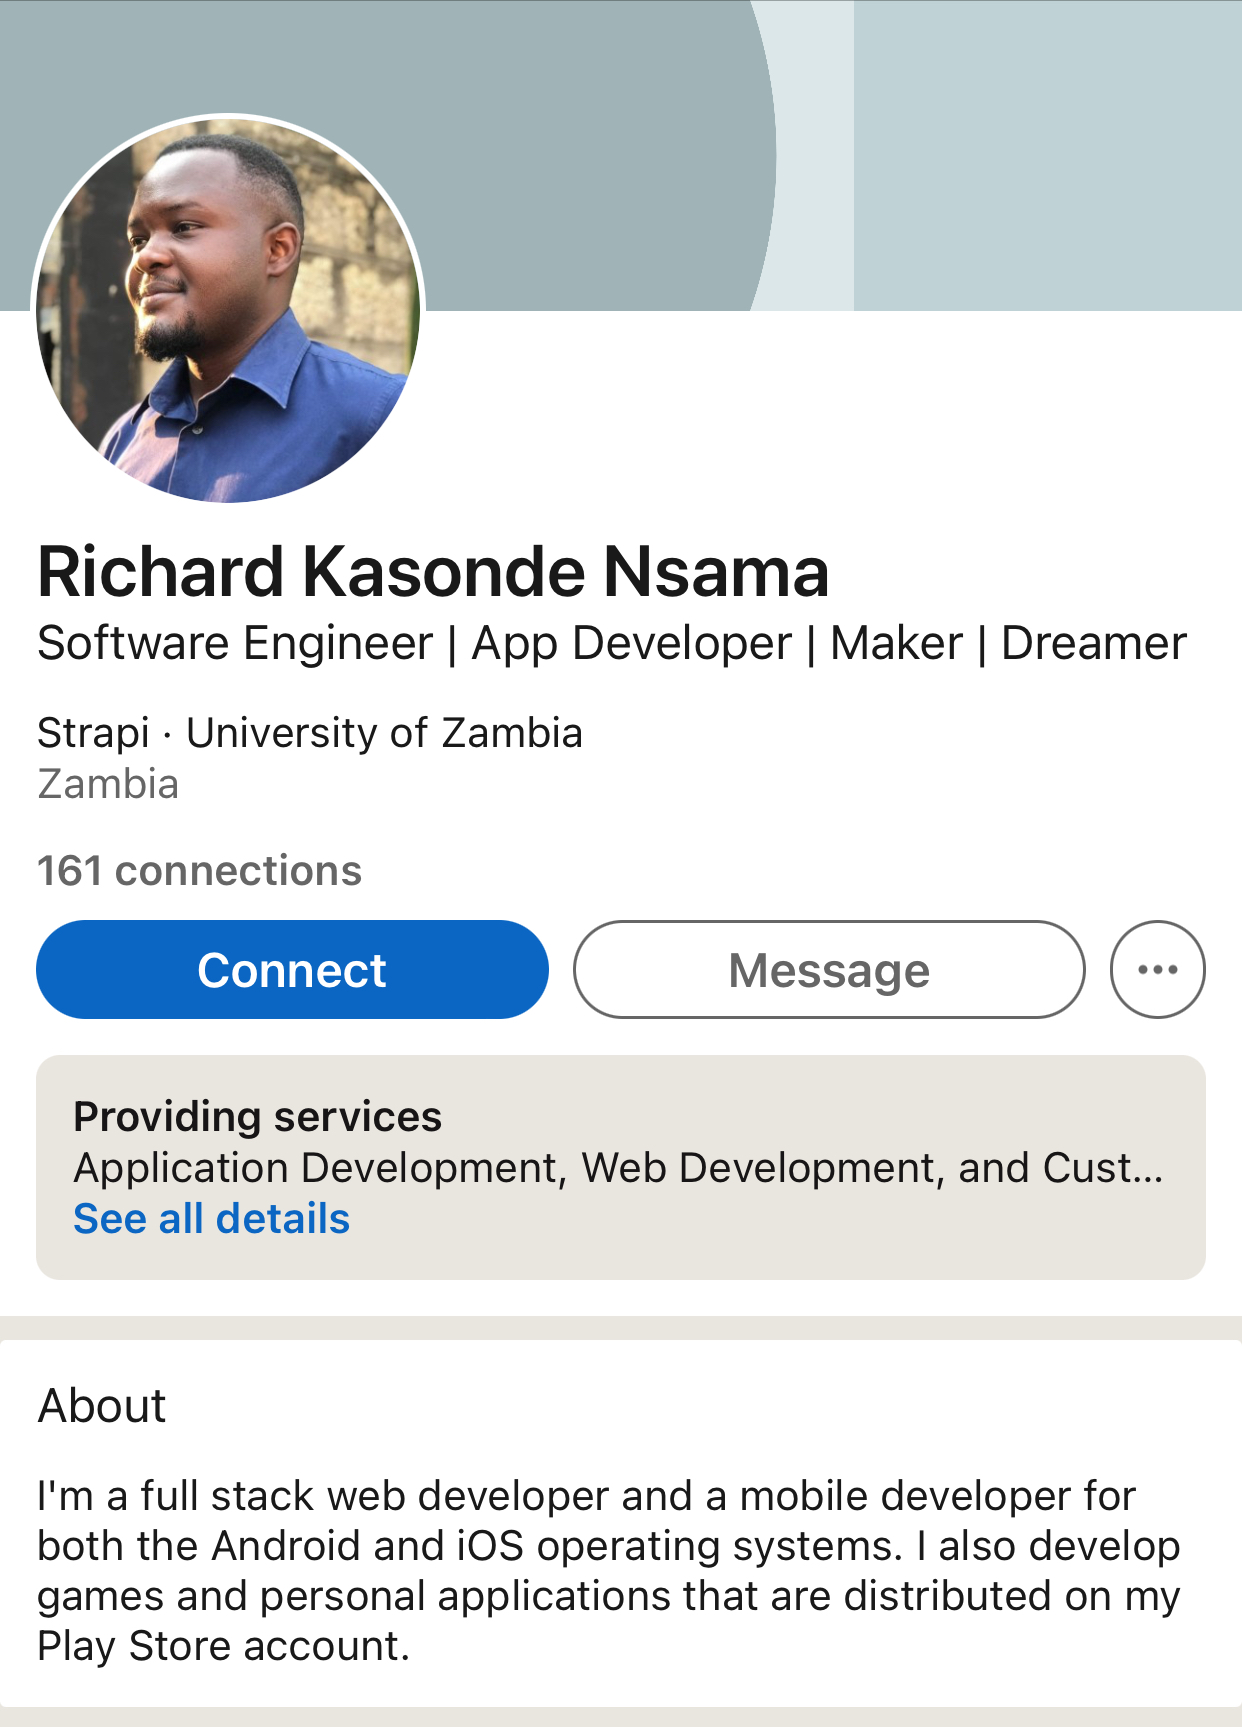 Richard Kasonde Nsama
Software Engineer | App Developer | Maker | Dreamer
Strapi · University of Zambia
Zambia
161 connections
Connect
Message
Providing services
Application Development, Web Development, and Cust...
See all details
About
I'm a full stack web developer and a mobile developer for
both the Android and iOS operating systems. I also develop
games and personal applications that are distributed on my
Play Store account.